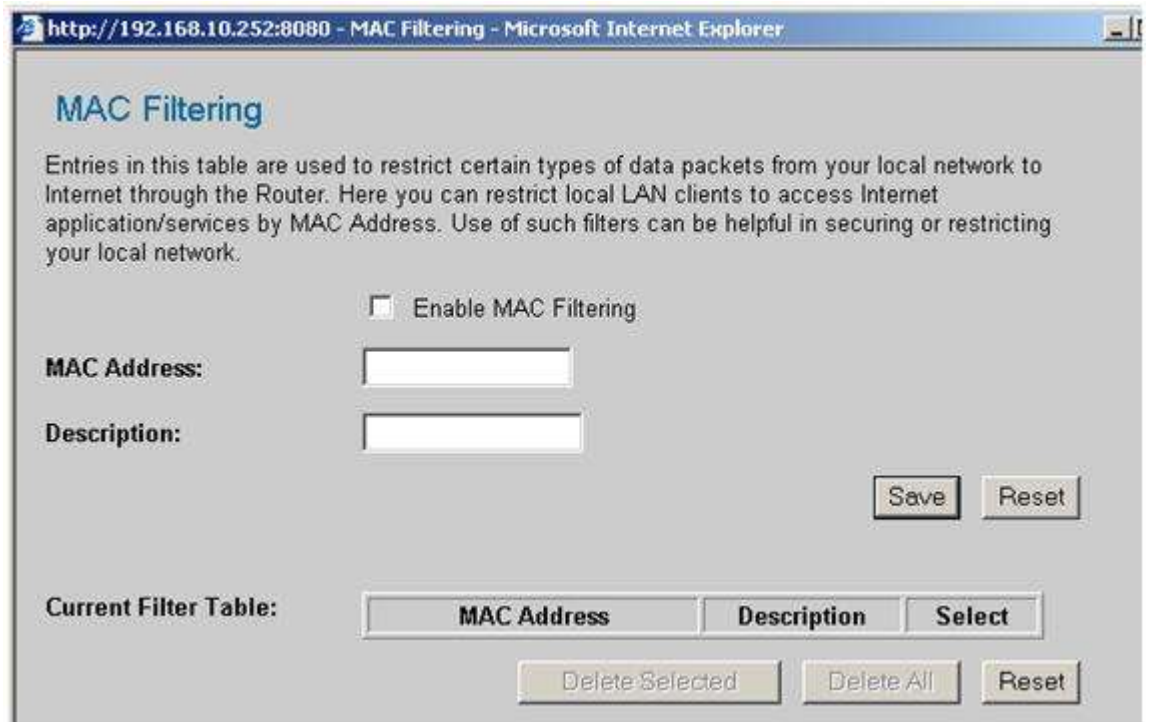 http://192.168.10.252:8080 - MAC Filtering - Microsoft Internet Explorer
MAC Filtering
Entries in this table are used to restrict certain types of data packets from your local network to
Internet through the Router. Here you can restrict local LAN clients to access Internet
application/services by MAC Address. Use of such filters can be helpful in securing or restricting
your local network.
Enable MAC Filtering
MAC Address:
Description:
Save Reset
Current Filter Table: MAC Address Description Select
Delete Selected Delete All Reset